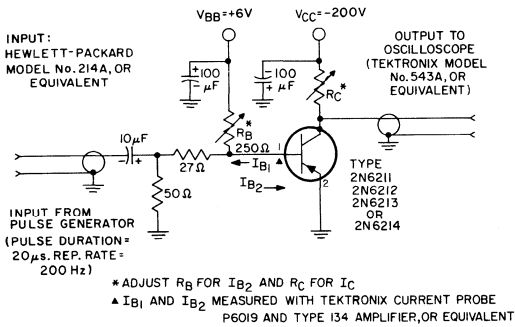 VBB=+6V
VCC=-200V
INPUT:
HEWLETT-PACKARD
MODEL No. 214A, OR
EQUIVALENT
OUTPUT TO
OSCILLOSCOPE
(TEKTRONIX MODEL
No. 543A, OR
EQUIVALENT)
+
100
-
μF
-
100
+
μF
RC*
*
RB
250Ω
10μF
-
+
27Ω
1
IB1
IB2
50Ω
2
TYPE
2N6211
2N6212
2N6213
OR
2N6214
INPUT FROM
PULSE GENERATOR
(PULSE DURATION=
20μs. REP. RATE=
200 Hz)
*ADJUST RB FOR IB2 AND RC FOR IC
▲ IB1 AND IB2 MEASURED WITH TEKTRONIX CURRENT PROBE
P6019 AND TYPE 134 AMPLIFIER, OR EQUIVALENT